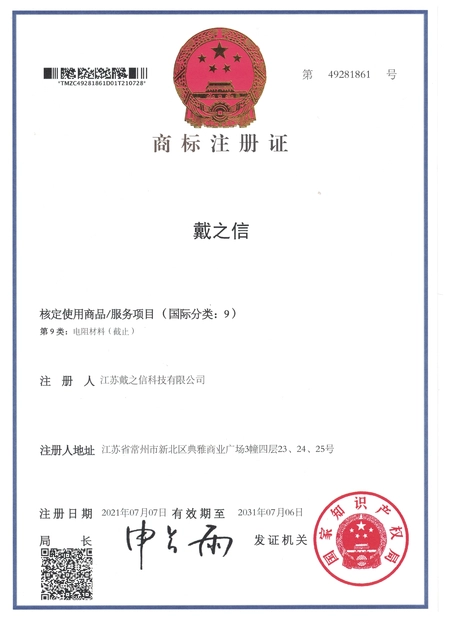 第 49281861 号
"TMZC49281861D01T210728"
商标注册证
戴之信
核定使用商品/服务项目（国际分类：9）
第9类：电阻材料（截止）
注 册 人 江苏戴之信科技有限公司
注册人地址 江苏省常州市新北区典雅商业广场3幢四层23、24、25号
注册日期 2021年07月07日 有效期至 2031年07月06日
局 长 申长雨 发证机关
国家知识产权局